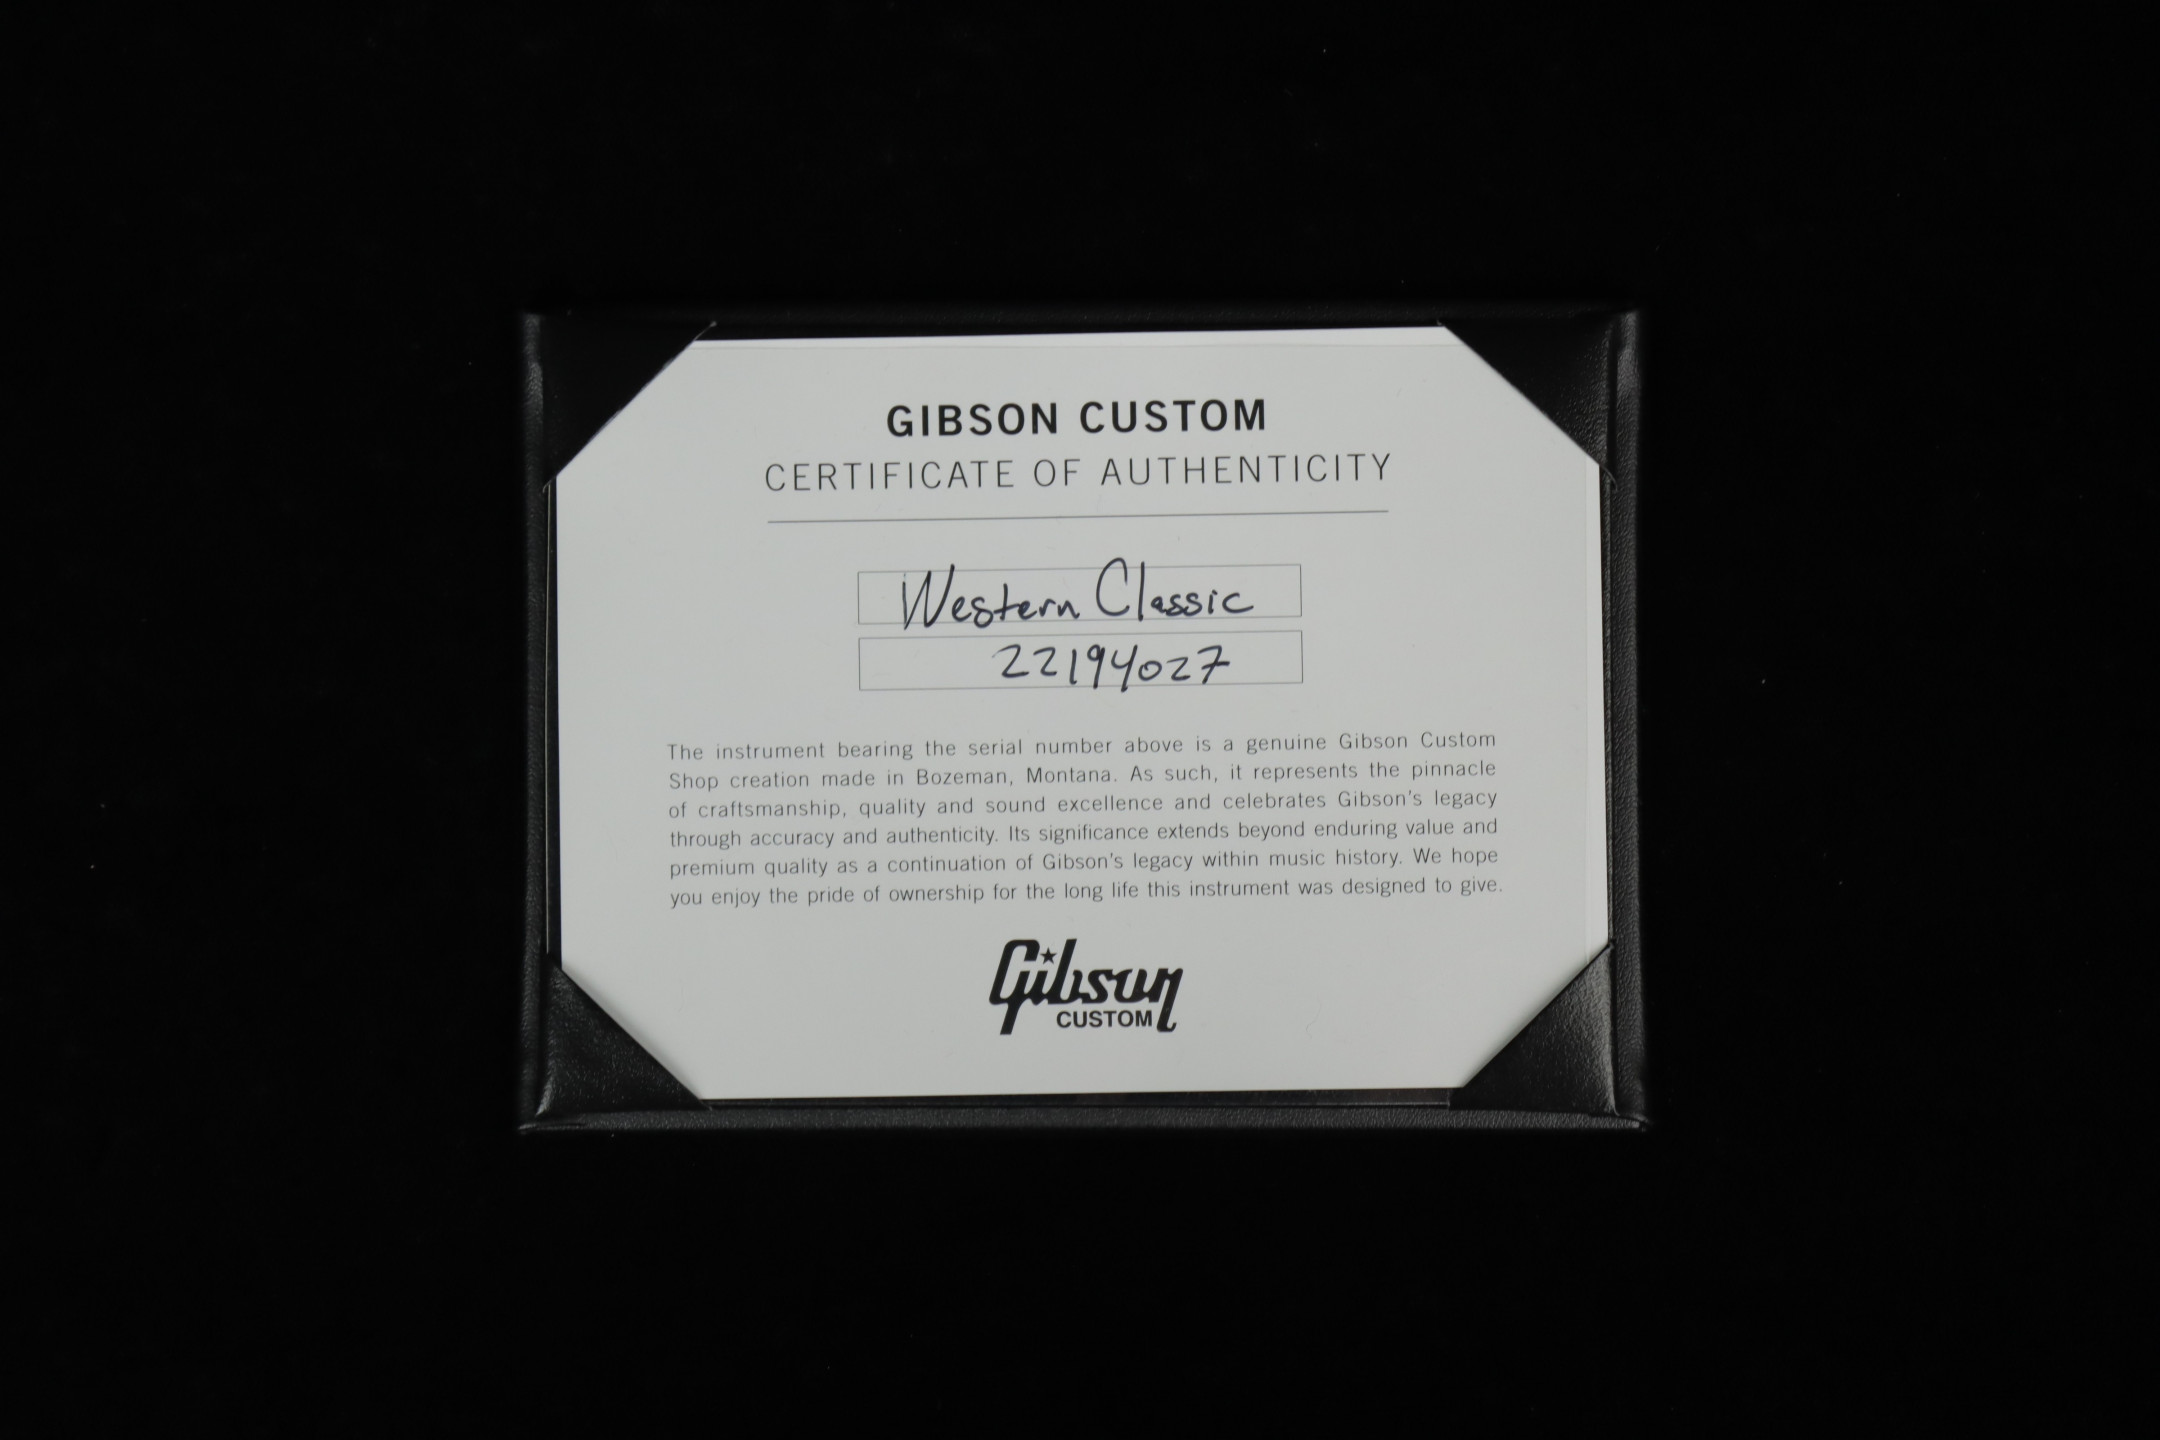 GIBSON CUSTOM
CERTIFICATE OF AUTHENTICITY
Western Classic
22194027
The instrument bearing the serial number above is a genuine Gibson Custom
Shop creation made in Bozeman, Montana. As such, it represents the pinnacle
of craftsmanship, quality and sound excellence and celebrates Gibson's legacy
through accuracy and authenticity. Its significance extends beyond enduring value and
premium quality as a continuation of Gibson's legacy within music history. We hope
you enjoy the pride of ownership for the long life this instrument was designed to give.
Gibson
CUSTOM